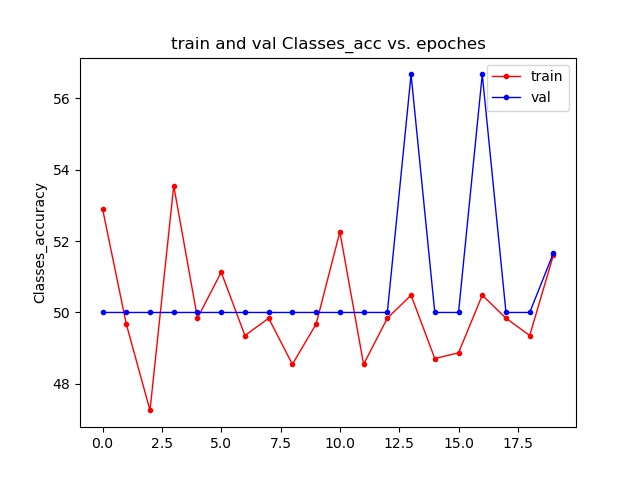 train and val Classes_acc vs. epoches
train
val
Classes_accuracy
56
54
52
50
48
0.0 2.5 5.0 7.5 10.0 12.5 15.0 17.5